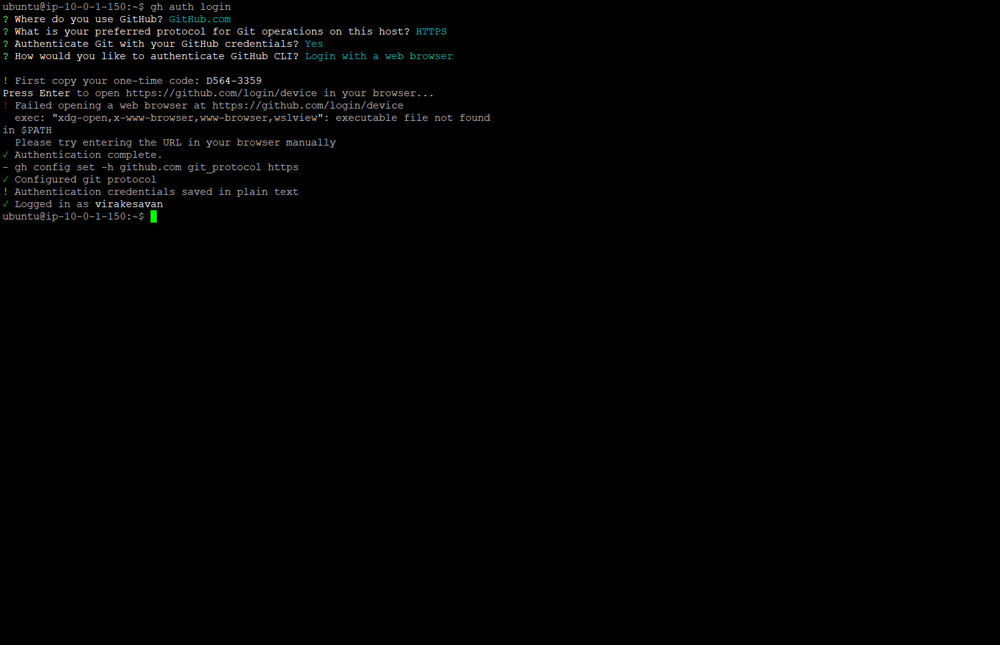 ubuntu@ip-10-0-1-150:~$ gh auth login
? Where do you use GitHub? GitHub.com
? What is your preferred protocol for Git operations on this host? HTTPS
? Authenticate Git with your GitHub credentials? Yes
? How would you like to authenticate GitHub CLI? Login with a web browser
! First copy your one-time code: D564-3359
Press Enter to open https://github.com/login/device in your browser...
! Failed opening a web browser at https://github.com/login/device
  exec: "xdg-open,x-www-browser,www-browser,wslview": executable file not found
in $PATH
  Please try entering the URL in your browser manually
✓ Authentication complete.
- gh config set -h github.com git_protocol https
✓ Configured git protocol
! Authentication credentials saved in plain text
✓ Logged in as virakesavan
ubuntu@ip-10-0-1-150:~$